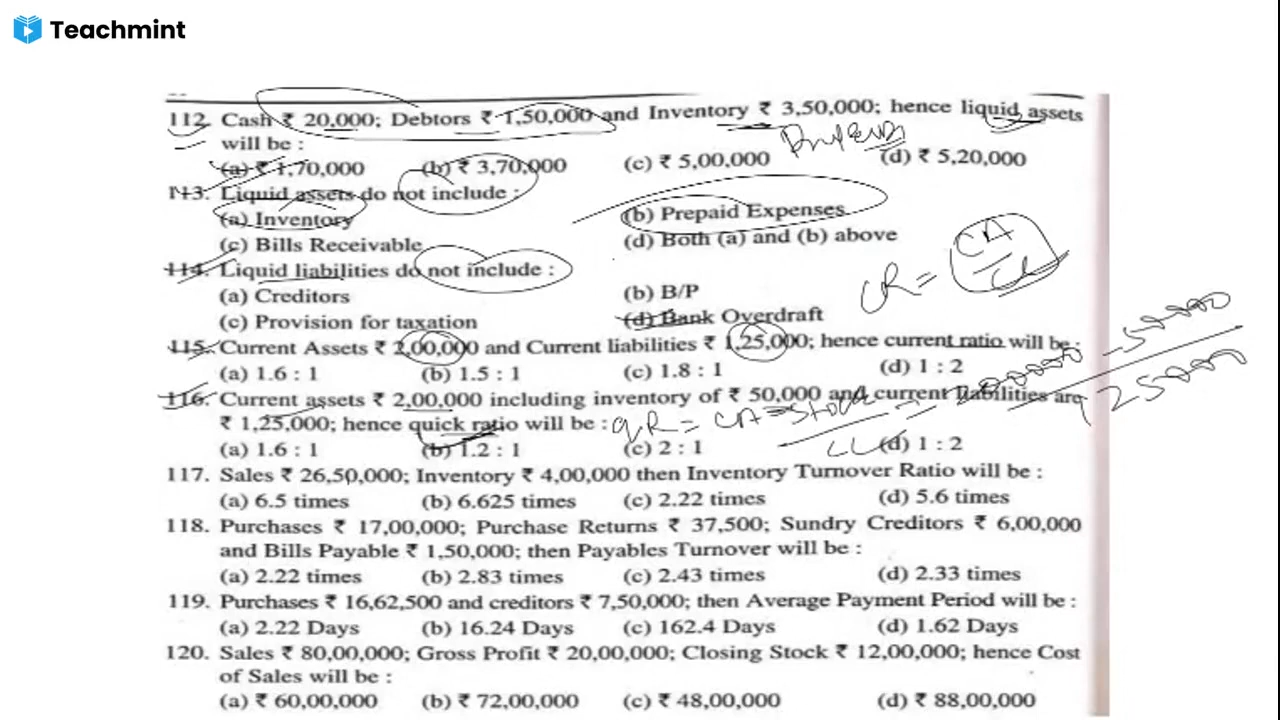 Teachmint
112. Cash ₹ 20,000; Debtors ₹ 1,50,000 and Inventory ₹ 3,50,000; hence liquid assets
will be :
(a) ₹ 1,70,000 (b) ₹ 3,70,000 (c) ₹ 5,00,000 (d) ₹ 5,20,000
113. Liquid assets do not include :
(a) Inventory (b) Prepaid Expenses
(c) Bills Receivable (d) Both (a) and (b) above
114. Liquid liabilities do not include :
(a) Creditors (b) B/P
(c) Provision for taxation (d) Bank Overdraft
CR = CA
CL
115. Current Assets ₹ 2,00,000 and Current liabilities ₹ 1,25,000; hence current ratio will be :
(a) 1.6 : 1 (b) 1.5 : 1 (c) 1.8 : 1 (d) 1 : 2
116. Current assets ₹ 2,00,000 including inventory of ₹ 50,000 and current liabilities are
₹ 1,25,000; hence quick ratio will be :
QR = CA - Stock = 200000 - 50000
CL 125000
(a) 1.6 : 1 (b) 1.2 : 1 (c) 2 : 1 (d) 1 : 2
117. Sales ₹ 26,50,000; Inventory ₹ 4,00,000 then Inventory Turnover Ratio will be :
(a) 6.5 times (b) 6.625 times (c) 2.22 times (d) 5.6 times
118. Purchases ₹ 17,00,000; Purchase Returns ₹ 37,500; Sundry Creditors ₹ 6,00,000
and Bills Payable ₹ 1,50,000; then Payables Turnover will be :
(a) 2.22 times (b) 2.83 times (c) 2.43 times (d) 2.33 times
119. Purchases ₹ 16,62,500 and creditors ₹ 7,50,000; then Average Payment Period will be :
(a) 2.22 Days (b) 16.24 Days (c) 162.4 Days (d) 1.62 Days
120. Sales ₹ 80,00,000; Gross Profit ₹ 20,00,000; Closing Stock ₹ 12,00,000; hence Cost
of Sales will be :
(a) ₹ 60,00,000 (b) ₹ 72,00,000 (c) ₹ 48,00,000 (d) ₹ 88,00,000